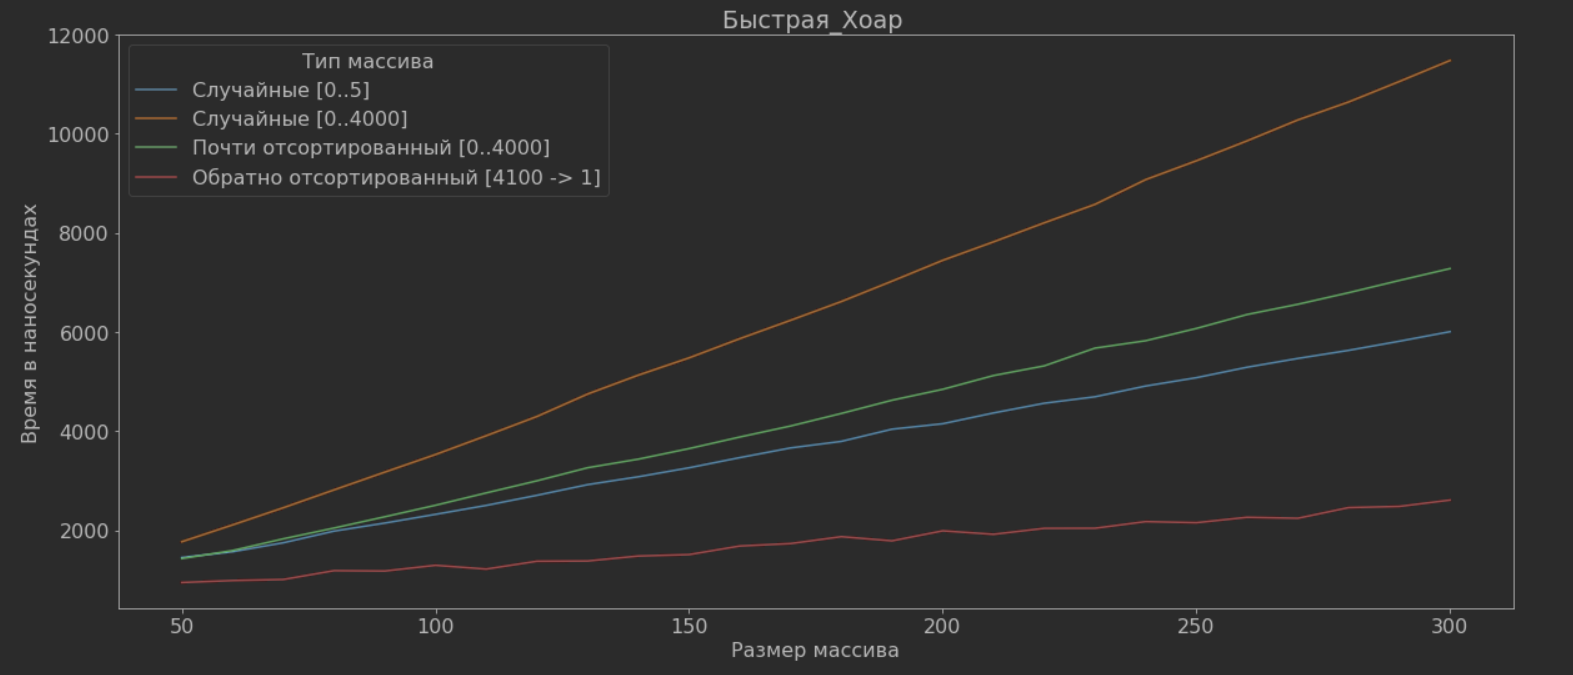 Быстрая_Хоар
12000
10000
8000
6000
4000
2000
Время в наносекундах
Тип массива
Случайные [0..5]
Случайные [0..4000]
Почти отсортированный [0..4000]
Обратно отсортированный [4100 -> 1]
50 100 150 200 250 300
Размер массива